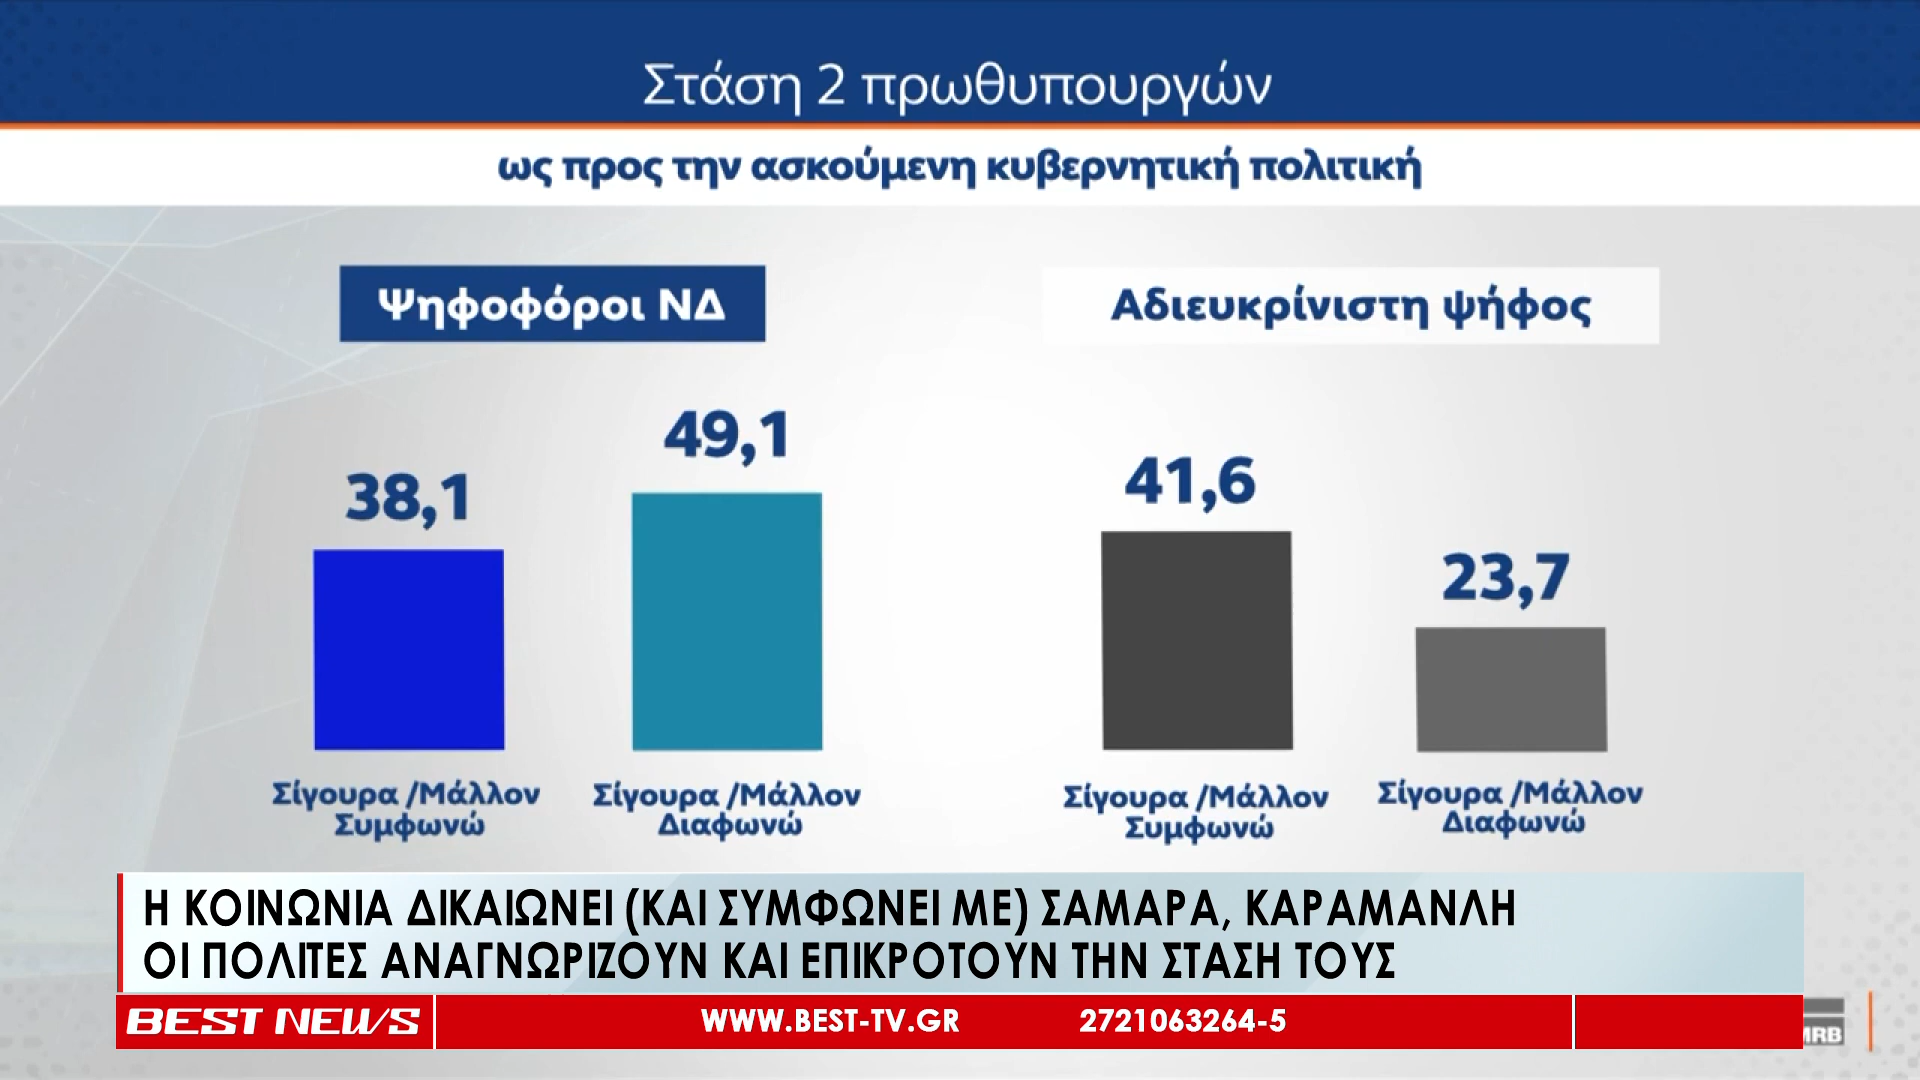 Στάση 2 πρωθυπουργών
ως προς την ασκούμενη κυβερνητική πολιτική
Ψηφοφόροι ΝΔ
Αδιευκρίνιστη ψήφος
38,1
49,1
41,6
23,7
Σίγουρα /Μάλλον
Συμφωνώ
Σίγουρα /Μάλλον
Διαφωνώ
Σίγουρα /Μάλλον
Συμφωνώ
Σίγουρα /Μάλλον
Διαφωνώ
Η ΚΟΙΝΩΝΙΑ ΔΙΚΑΙΩΝΕΙ (ΚΑΙ ΣΥΜΦΩΝΕΙ ΜΕ) ΣΑΜΑΡΑ, ΚΑΡΑΜΑΝΛΗ
ΟΙ ΠΟΛΙΤΕΣ ΑΝΑΓΝΩΡΙΖΟΥΝ ΚΑΙ ΕΠΙΚΡΟΤΟΥΝ ΤΗΝ ΣΤΑΣΗ ΤΟΥΣ
BEST NEWS
WWW.BEST-TV.GR 2721063264-5
MRB